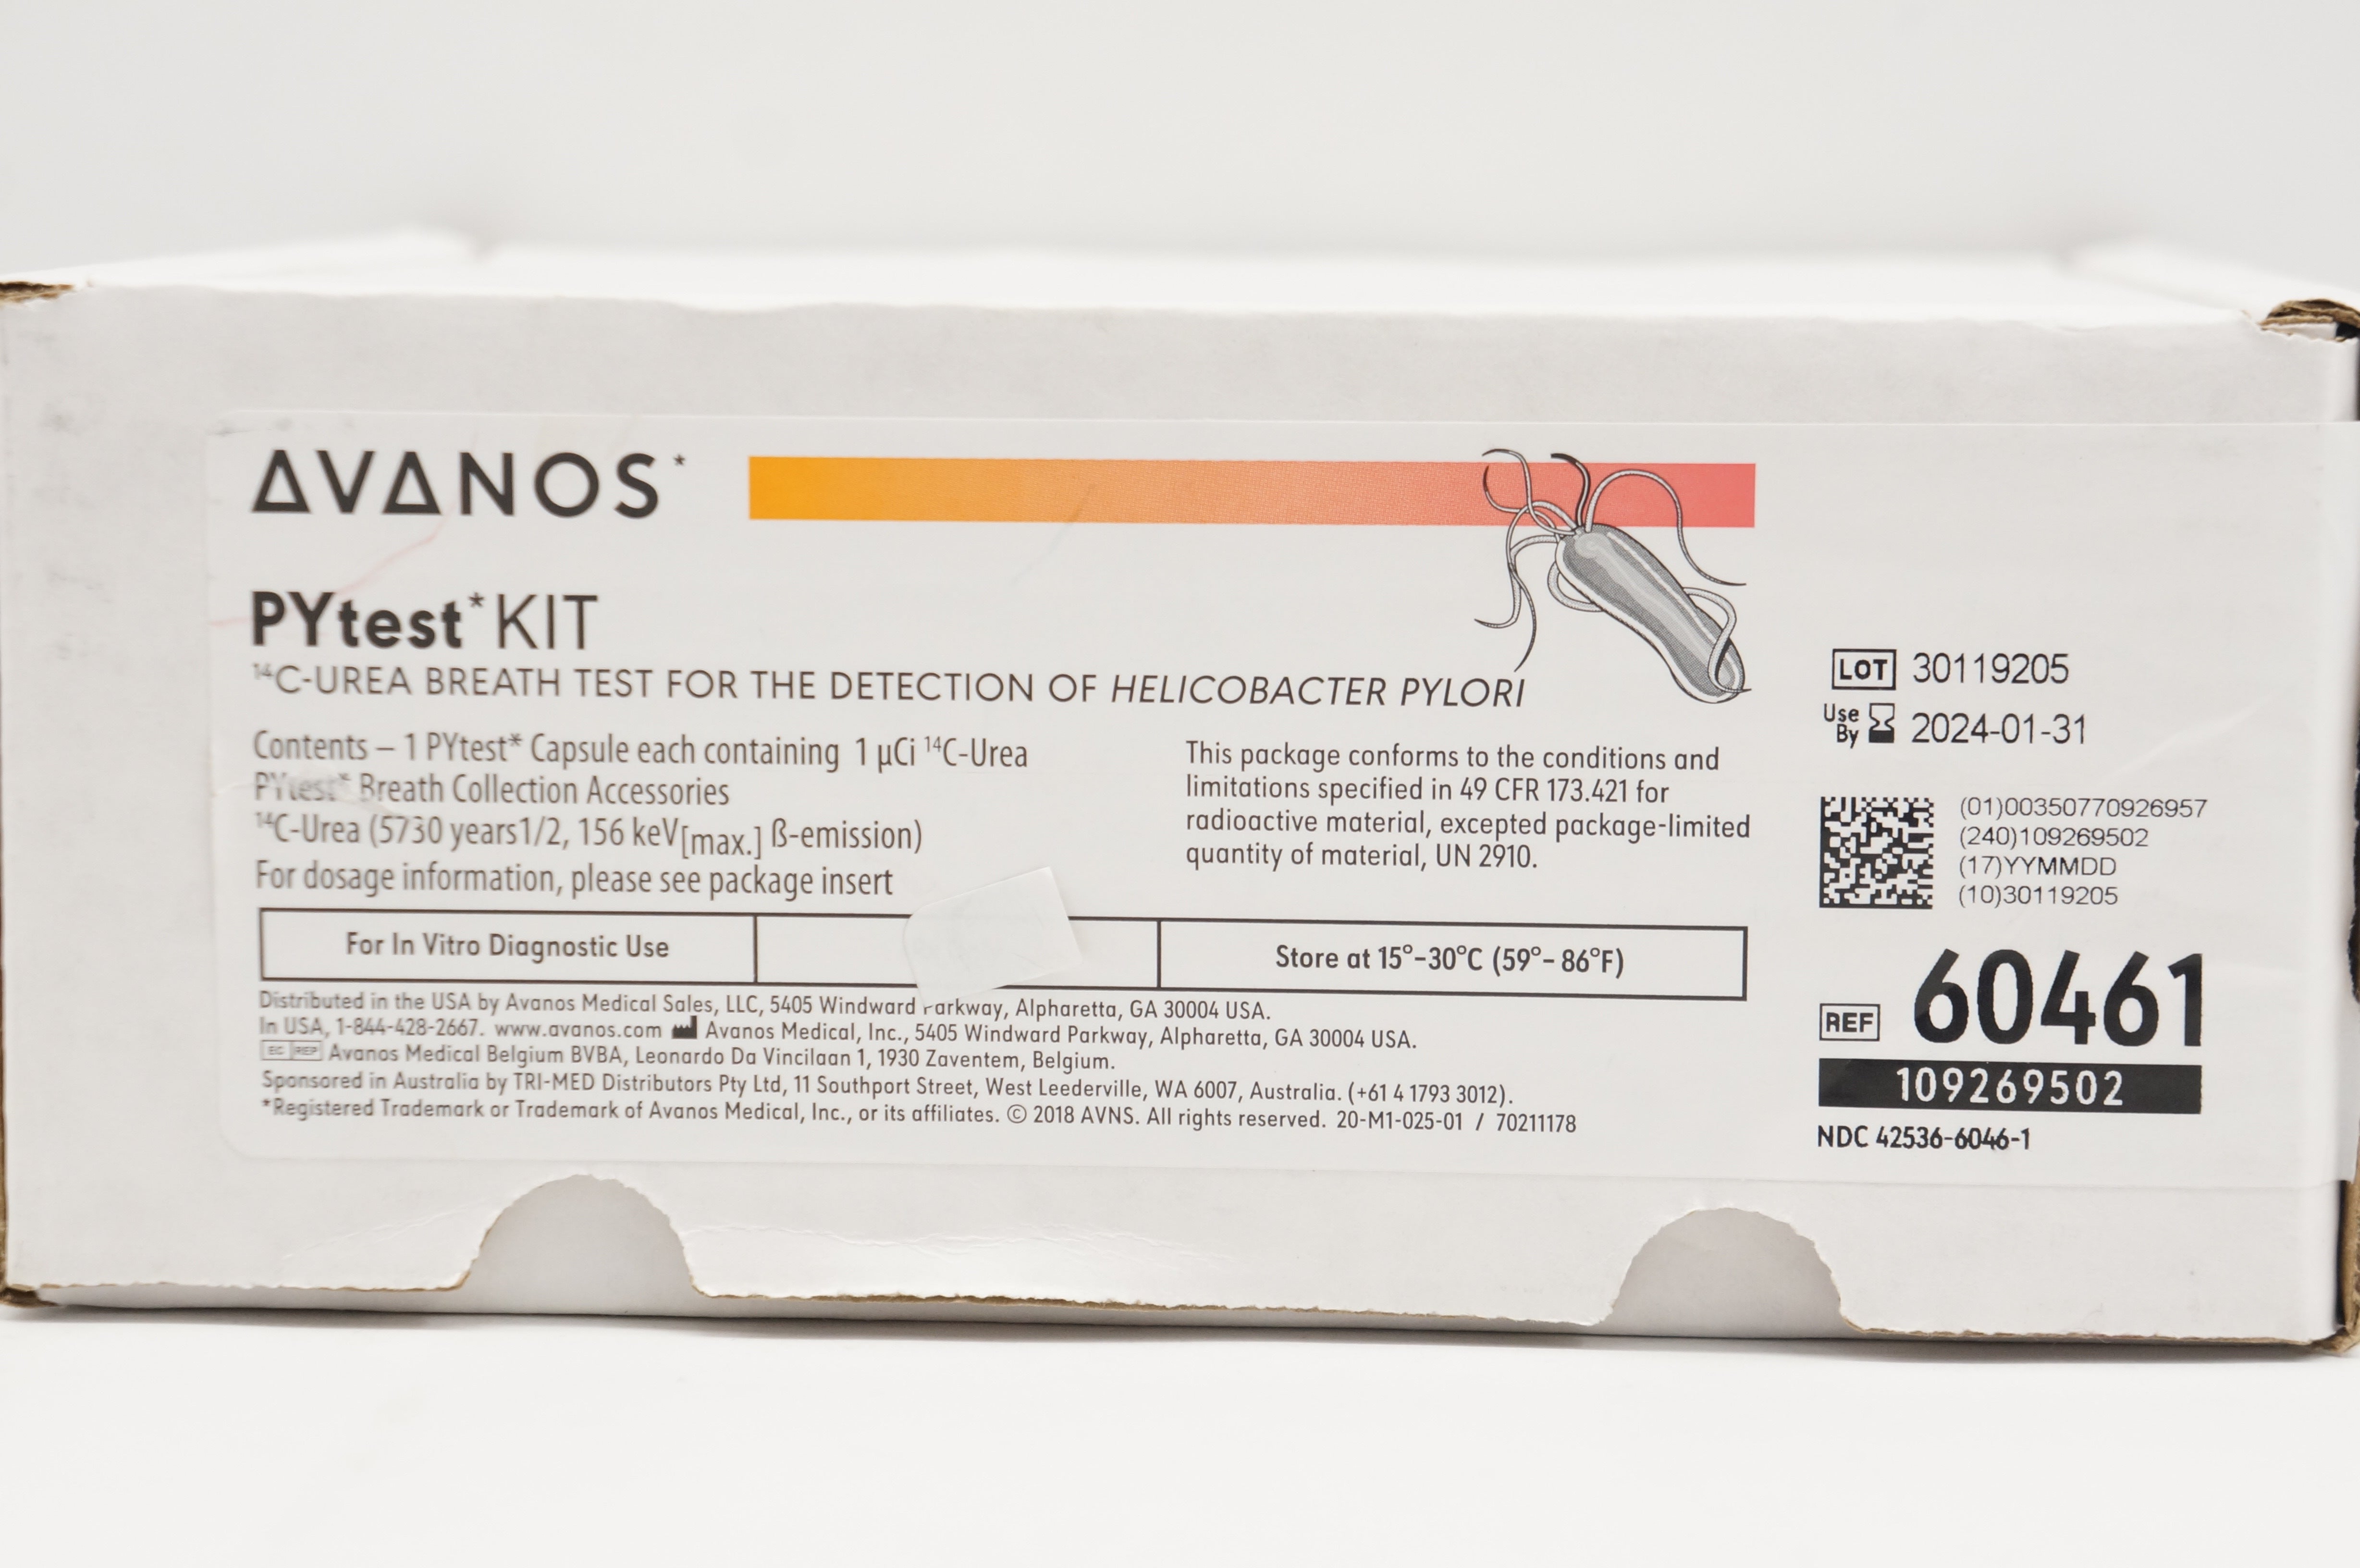 AVANOS*
PYtest* KIT
¹⁴C-UREA BREATH TEST FOR THE DETECTION OF HELICOBACTER PYLORI
Contents – 1 PYtest* Capsule each containing 1 µCi ¹⁴C-Urea
PYtest* Breath Collection Accessories
¹⁴C-Urea (5730 years1/2, 156 keV[max.] ß-emission)
For dosage information, please see package insert
This package conforms to the conditions and
limitations specified in 49 CFR 173.421 for
radioactive material, excepted package-limited
quantity of material, UN 2910.
For In Vitro Diagnostic Use
Store at 15°-30°C (59°- 86°F)
Distributed in the USA by Avanos Medical Sales, LLC, 5405 Windward Parkway, Alpharetta, GA 30004 USA.
In USA, 1-844-428-2667. www.avanos.com Avanos Medical, Inc., 5405 Windward Parkway, Alpharetta, GA 30004 USA.
EC REP Avanos Medical Belgium BVBA, Leonardo Da Vincilaan 1, 1930 Zaventem, Belgium.
Sponsored in Australia by TRI-MED Distributors Pty Ltd, 11 Southport Street, West Leederville, WA 6007, Australia. (+61 4 1793 3012).
*Registered Trademark or Trademark of Avanos Medical, Inc., or its affiliates. © 2018 AVNS. All rights reserved. 20-M1-025-01 / 70211178
LOT 30119205
Use By 2024-01-31
(01)00350770926957
(240)109269502
(17)YYMMDD
(10)30119205
REF 60461
109269502
NDC 42536-6046-1